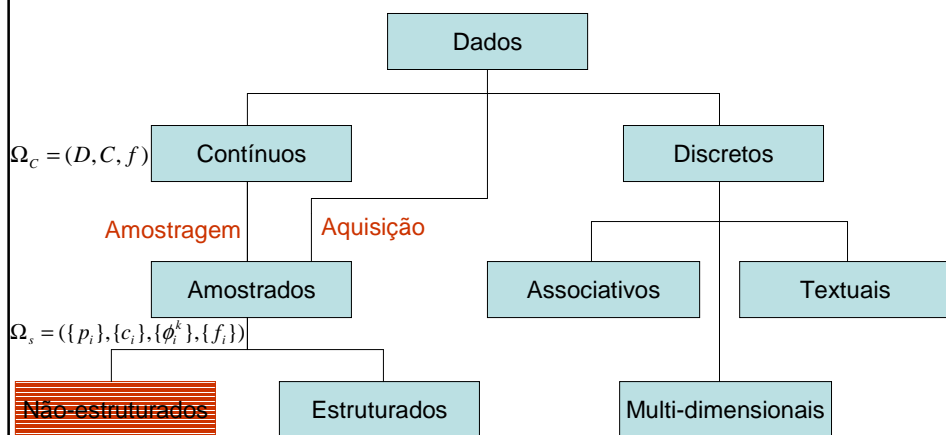 Dados
Ω_C = (D, C, f)
Contínuos
Discretos
Amostragem
Aquisição
Amostrados
Associativos
Textuais
Ω_s = ({p_i},{c_i},{ϕ_i^k},{f_i})
Não-estruturados
Estruturados
Multi-dimensionais